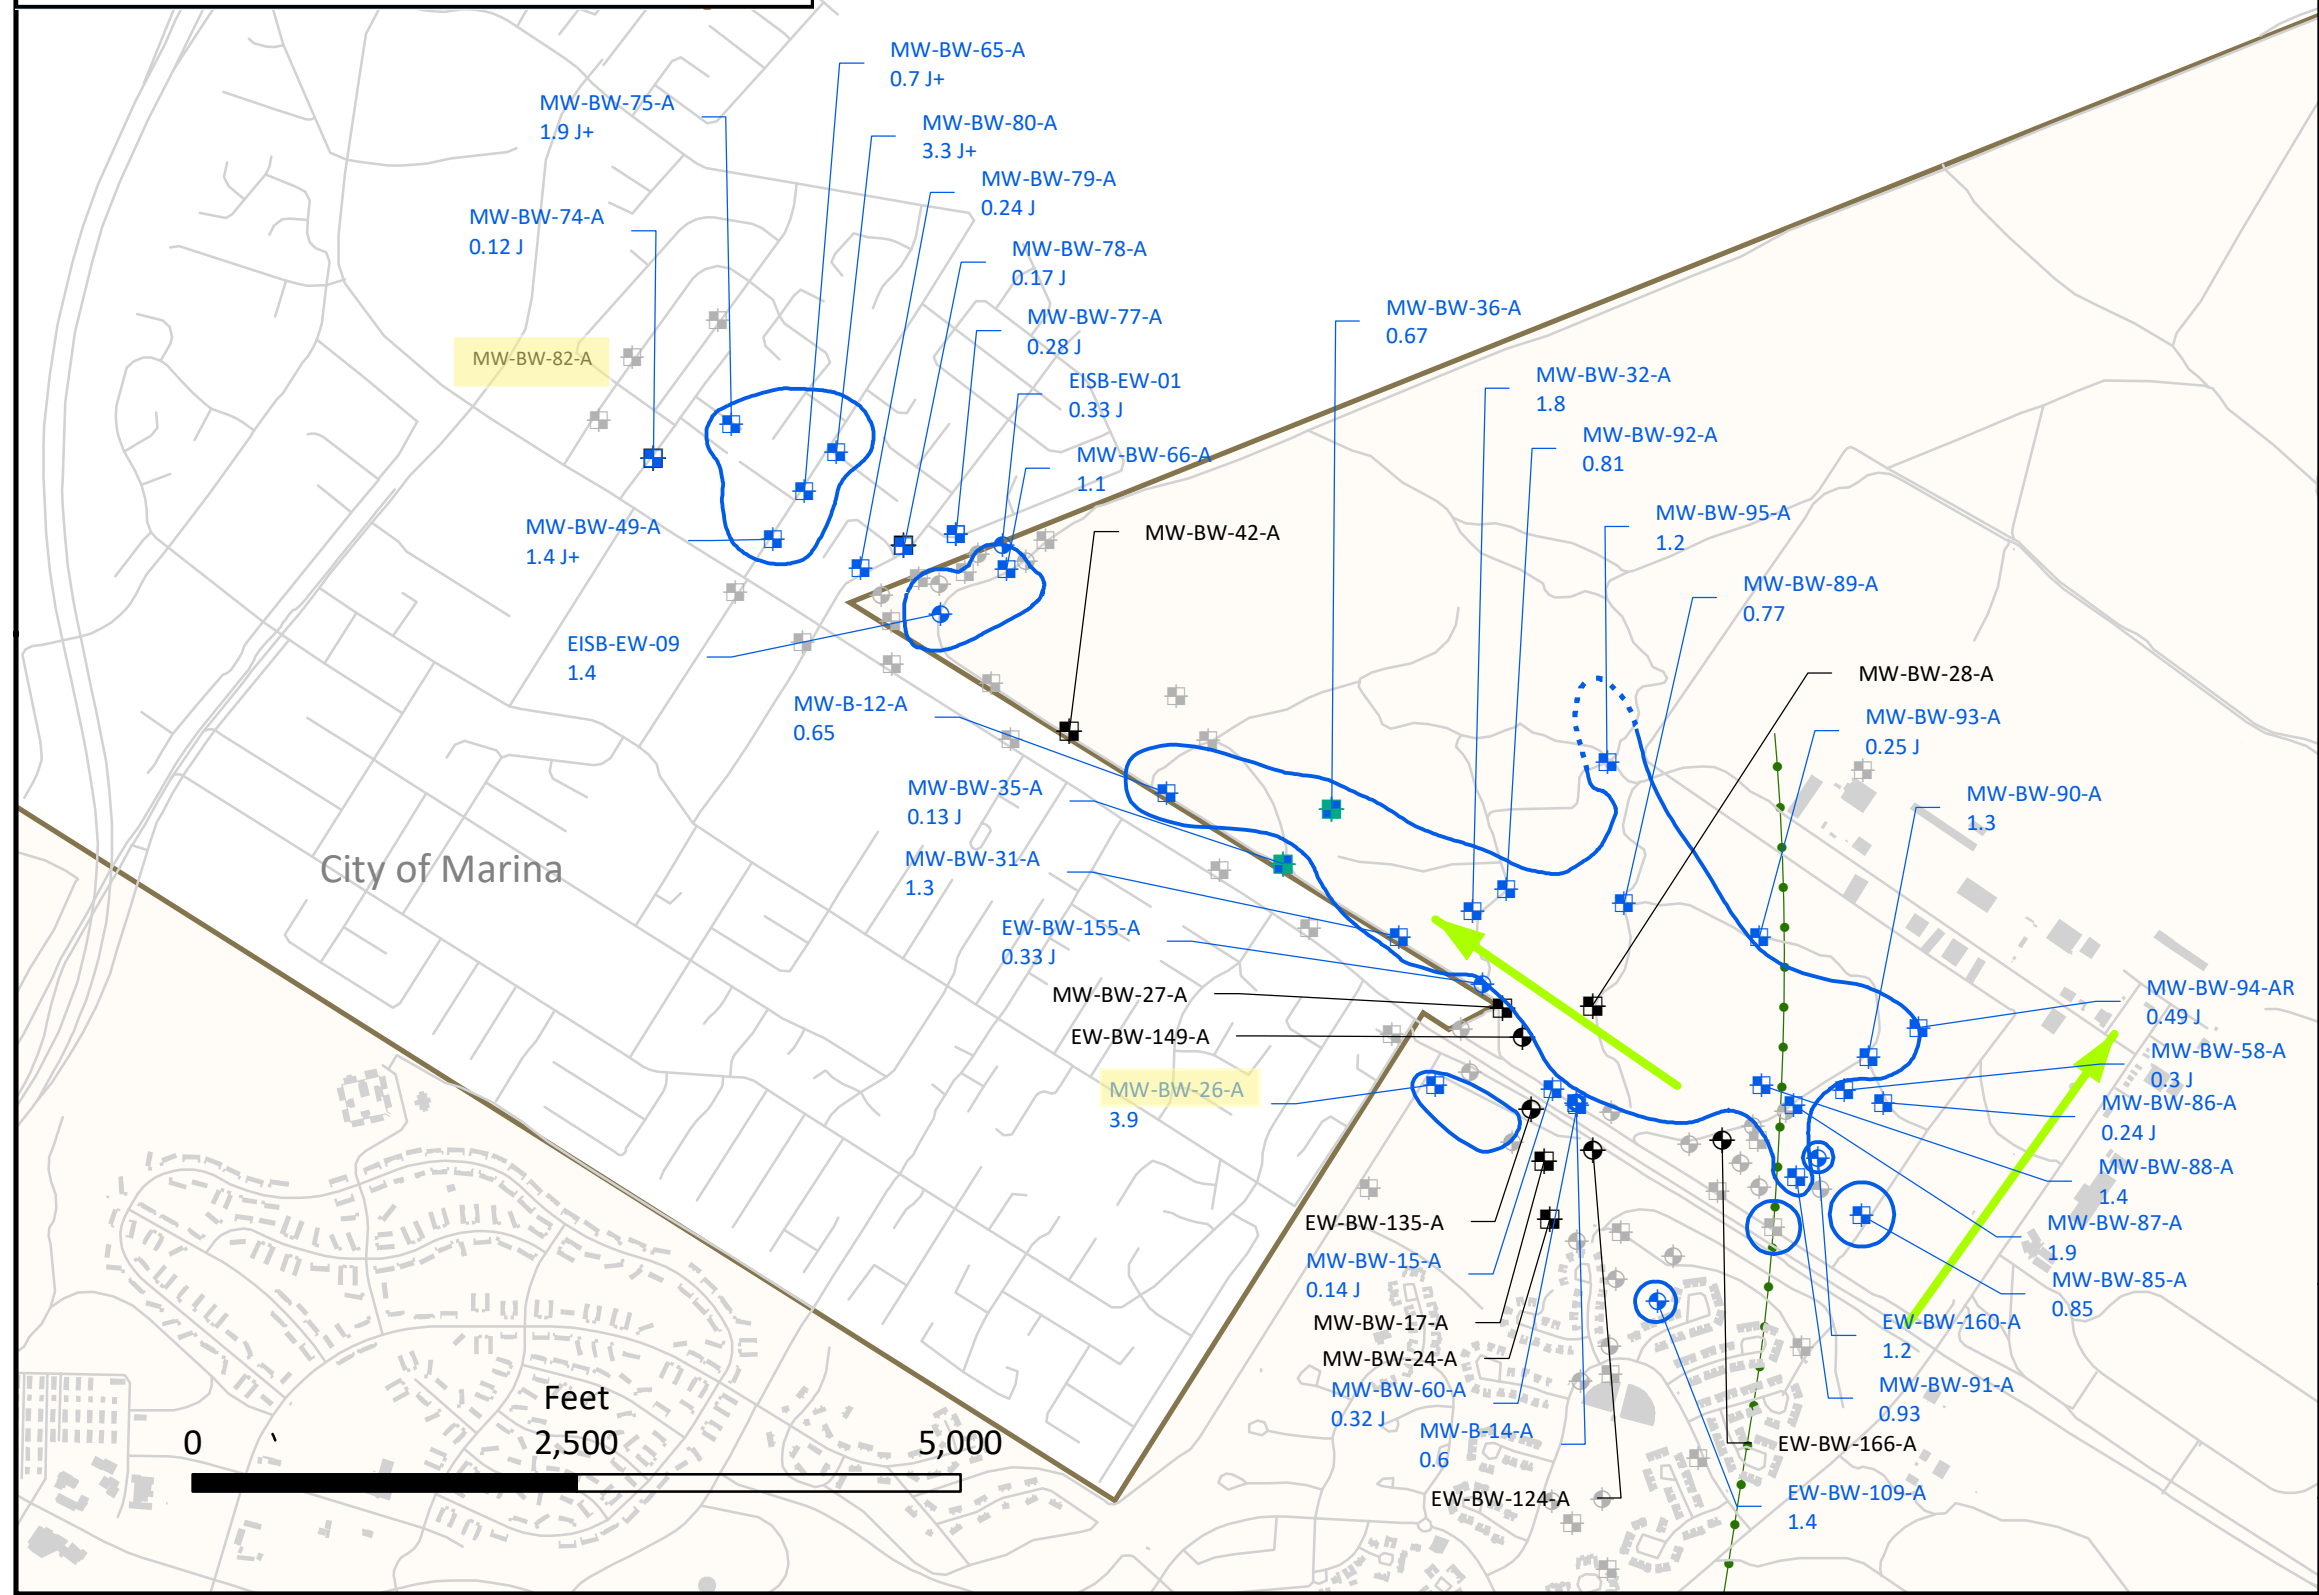 MW-BW-65-A
0.7 J+
MW-BW-75-A
1.9 J+
MW-BW-80-A
3.3 J+
MW-BW-79-A
0.24 J
MW-BW-74-A
0.12 J
MW-BW-78-A
0.17 J
MW-BW-77-A
0.28 J
MW-BW-36-A
0.67
MW-BW-82-A
EISB-EW-01
0.33 J
MW-BW-32-A
1.8
MW-BW-92-A
0.81
MW-BW-66-A
1.1
MW-BW-95-A
1.2
MW-BW-49-A
1.4 J+
MW-BW-42-A
MW-BW-89-A
0.77
EISB-EW-09
1.4
MW-BW-28-A
MW-B-12-A
0.65
MW-BW-93-A
0.25 J
MW-BW-35-A
0.13 J
MW-BW-90-A
1.3
City of Marina
MW-BW-31-A
1.3
EW-BW-155-A
0.33 J
MW-BW-27-A
MW-BW-94-AR
0.49 J
EW-BW-149-A
MW-BW-58-A
0.3 J
MW-BW-26-A
3.9
MW-BW-86-A
0.24 J
MW-BW-88-A
1.4
EW-BW-135-A
MW-BW-87-A
1.9
MW-BW-15-A
0.14 J
MW-BW-85-A
0.85
MW-BW-17-A
EW-BW-160-A
1.2
MW-BW-24-A
MW-BW-60-A
0.32 J
MW-BW-91-A
0.93
MW-B-14-A
0.6
EW-BW-166-A
EW-BW-124-A
EW-BW-109-A
1.4
Feet
0 2,500 5,000